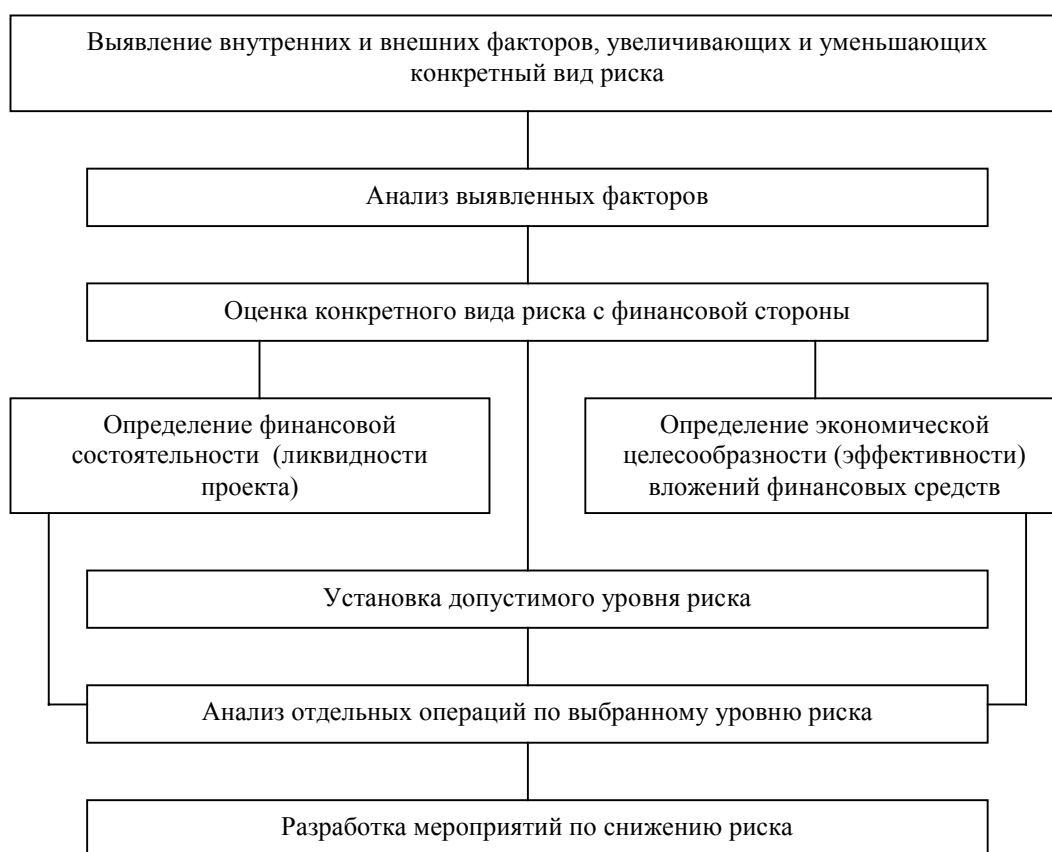 Выявление внутренних и внешних факторов, увеличивающих и уменьшающих
конкретный вид риска
Анализ выявленных факторов
Оценка конкретного вида риска с финансовой стороны
Определение финансовой
состоятельности (ликвидности
проекта)
Определение экономической
целесообразности (эффективности)
вложений финансовых средств
Установка допустимого уровня риска
Анализ отдельных операций по выбранному уровню риска
Разработка мероприятий по снижению риска